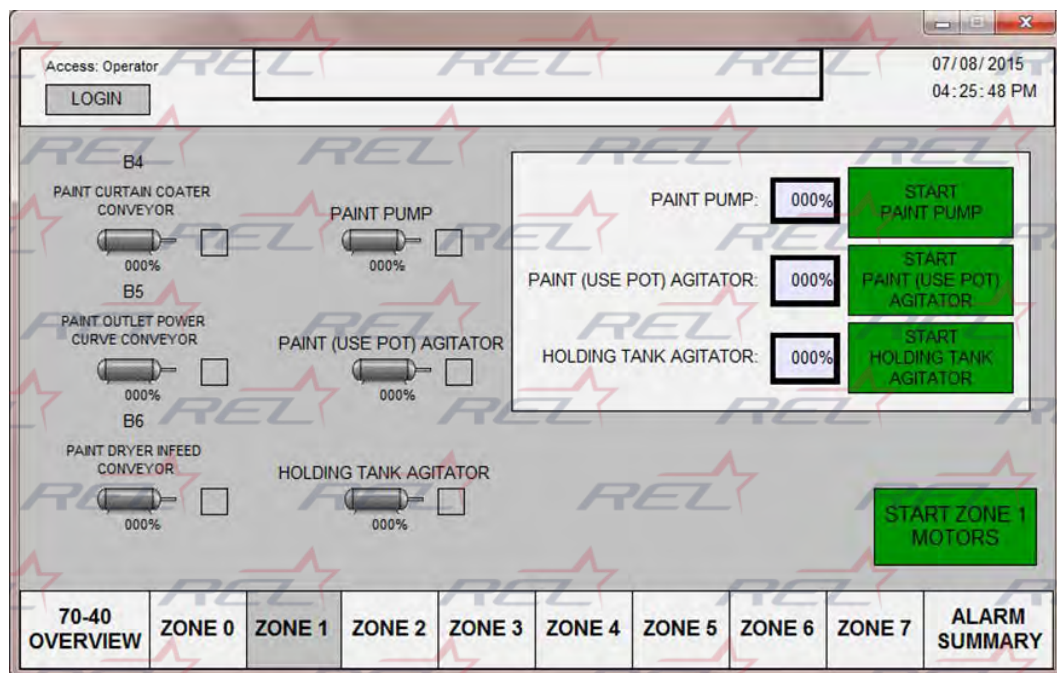 Access: Operator
LOGIN
07/08/2015
04:25:48 PM
B4
PAINT CURTAIN COATER
CONVEYOR
000%
B5
PAINT OUTLET POWER
CURVE CONVEYOR
000%
B6
PAINT DRYER INFEED
CONVEYOR
000%
PAINT PUMP
000%
PAINT (USE POT) AGITATOR
000%
HOLDING TANK AGITATOR
000%
PAINT PUMP: 000%
START
PAINT PUMP
PAINT (USE POT) AGITATOR: 000%
START
PAINT (USE POT)
AGITATOR
HOLDING TANK AGITATOR: 000%
START
HOLDING TANK
AGITATOR
START ZONE 1
MOTORS
70-40
OVERVIEW
ZONE 0
ZONE 1
ZONE 2
ZONE 3
ZONE 4
ZONE 5
ZONE 6
ZONE 7
ALARM
SUMMARY
REL